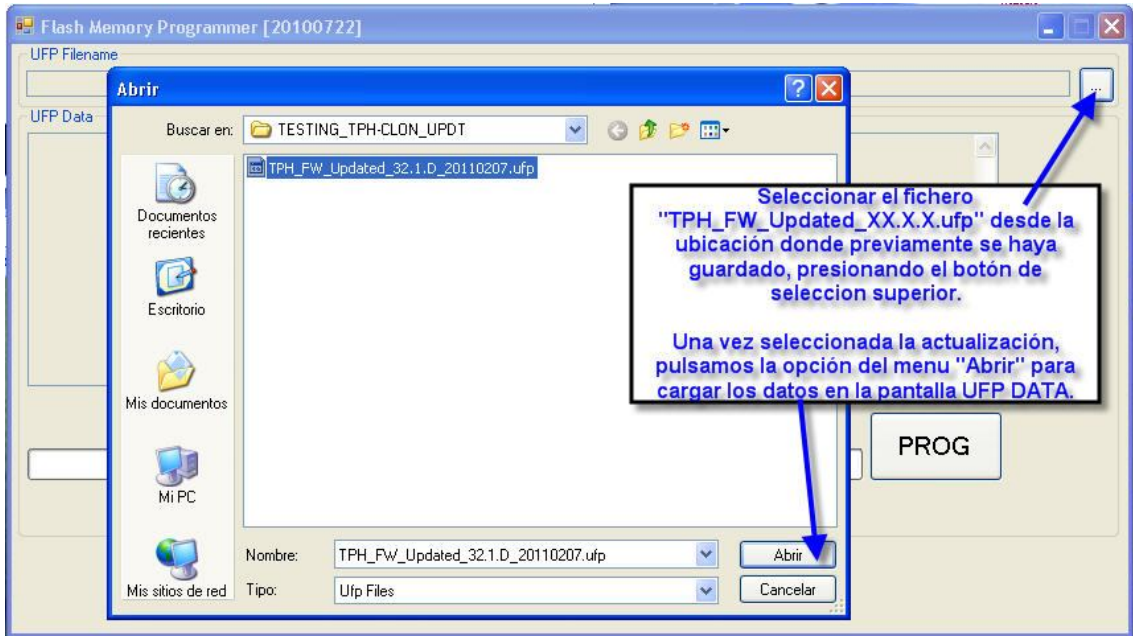 Flash Memory Programmer [20100722]
UFP Filename
...
Abrir
UFP Data
Buscar en:
TESTING_TPH-CLON_UPDT
TPH_FW_Updated_32.1.D_20110207.ufp
Documentos
recientes
Escritorio
Mis documentos
Mi PC
Mis sitios de red
Seleccionar el fichero
"TPH_FW_Updated_XX.X.X.ufp" desde la
ubicación donde previamente se haya
guardado, presionando el botón de
seleccion superior.
Una vez seleccionada la actualización,
pulsamos la opción del menu "Abrir" para
cargar los datos en la pantalla UFP DATA.
PROG
Nombre:
TPH_FW_Updated_32.1.D_20110207.ufp
Abrir
Tipo:
Ufp Files
Cancelar